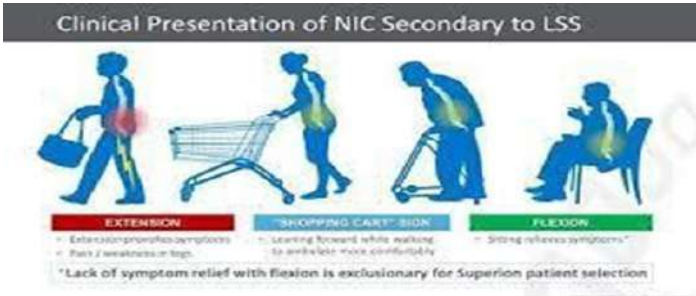 Clinical Presentation of NIC Secondary to LSS
EXTENSION
"SHOPPING CART" SIGN
FLEXION
Extension promotes symptoms
Leaning forward while walking
Sitting relieves symptoms*
Pain / weakness in legs
to ambulate more comfortably
*Lack of symptom relief with flexion is exclusionary for Superion patient selection